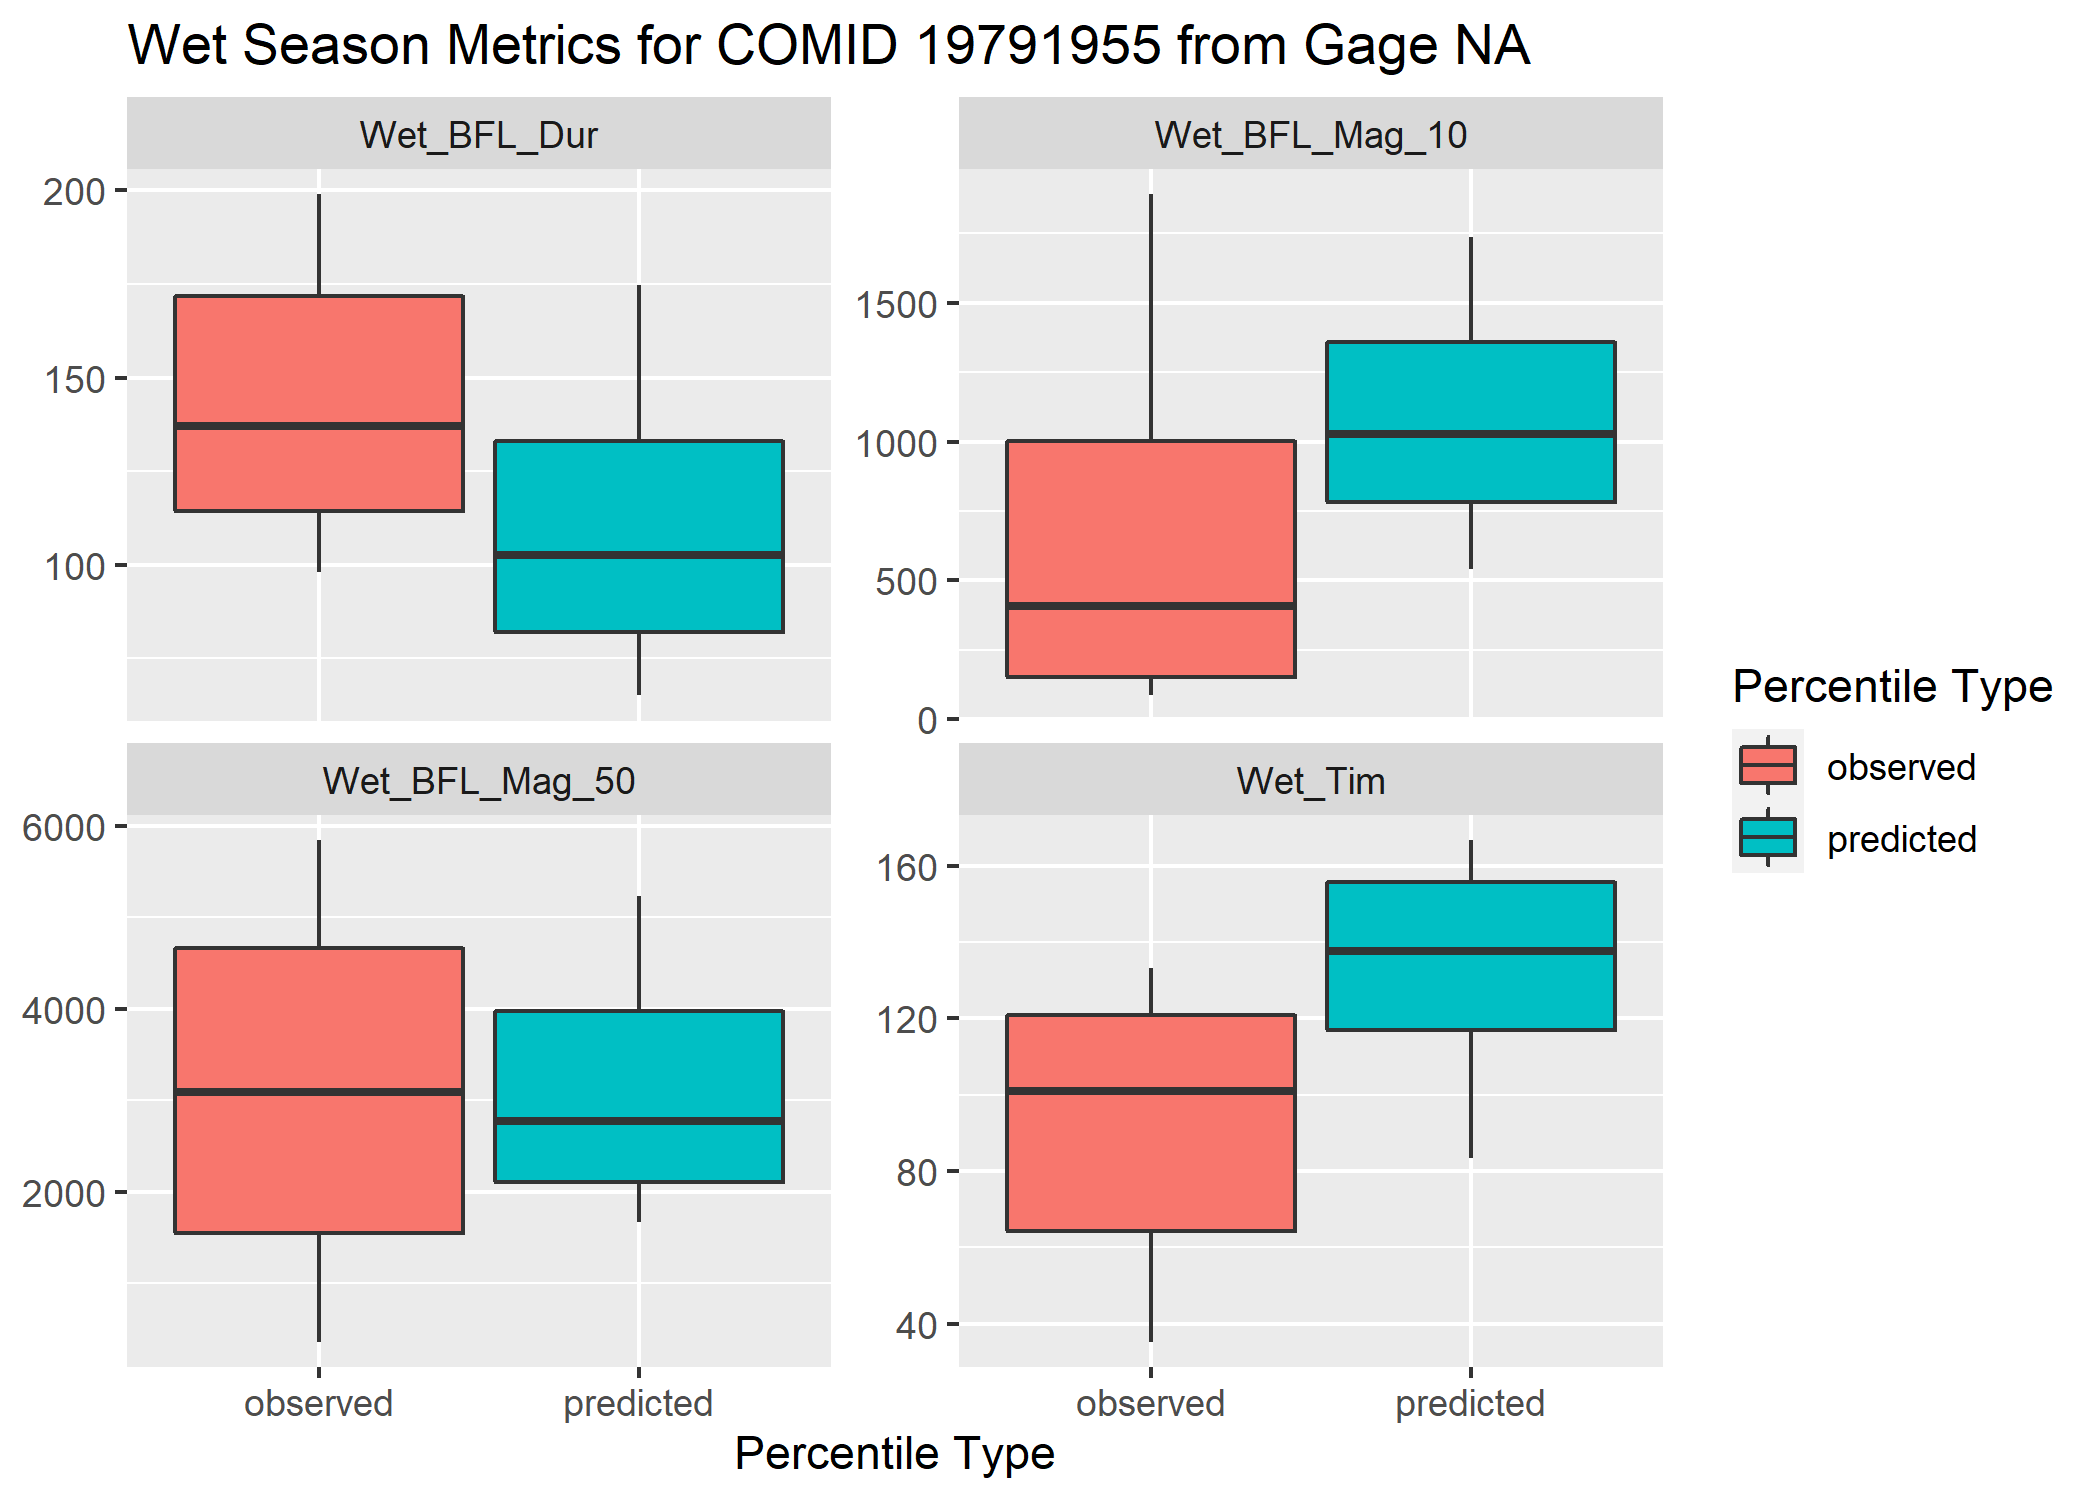 Wet Season Metrics for COMID 19791955 from Gage NA
Wet_BFL_Dur
Wet_BFL_Mag_10
200
150
100
1500
1000
500
0
Wet_BFL_Mag_50
Wet_Tim
6000
4000
2000
160
120
80
40
observed
predicted
observed
predicted
Percentile Type
Percentile Type
observed
predicted